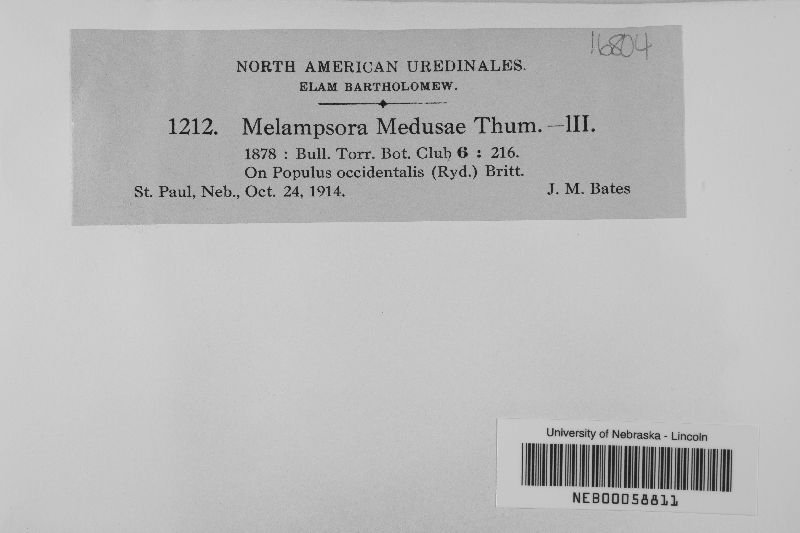 16804
NORTH AMERICAN UREDINALES.
ELAM BARTHOLOMEW.
1212. Melampsora Medusae Thum.—III.
1878 : Bull. Torr. Bot. Club 6 : 216.
On Populus occidentalis (Ryd.) Britt.
St. Paul, Neb., Oct. 24, 1914. J. M. Bates
University of Nebraska - Lincoln
NEB00058811